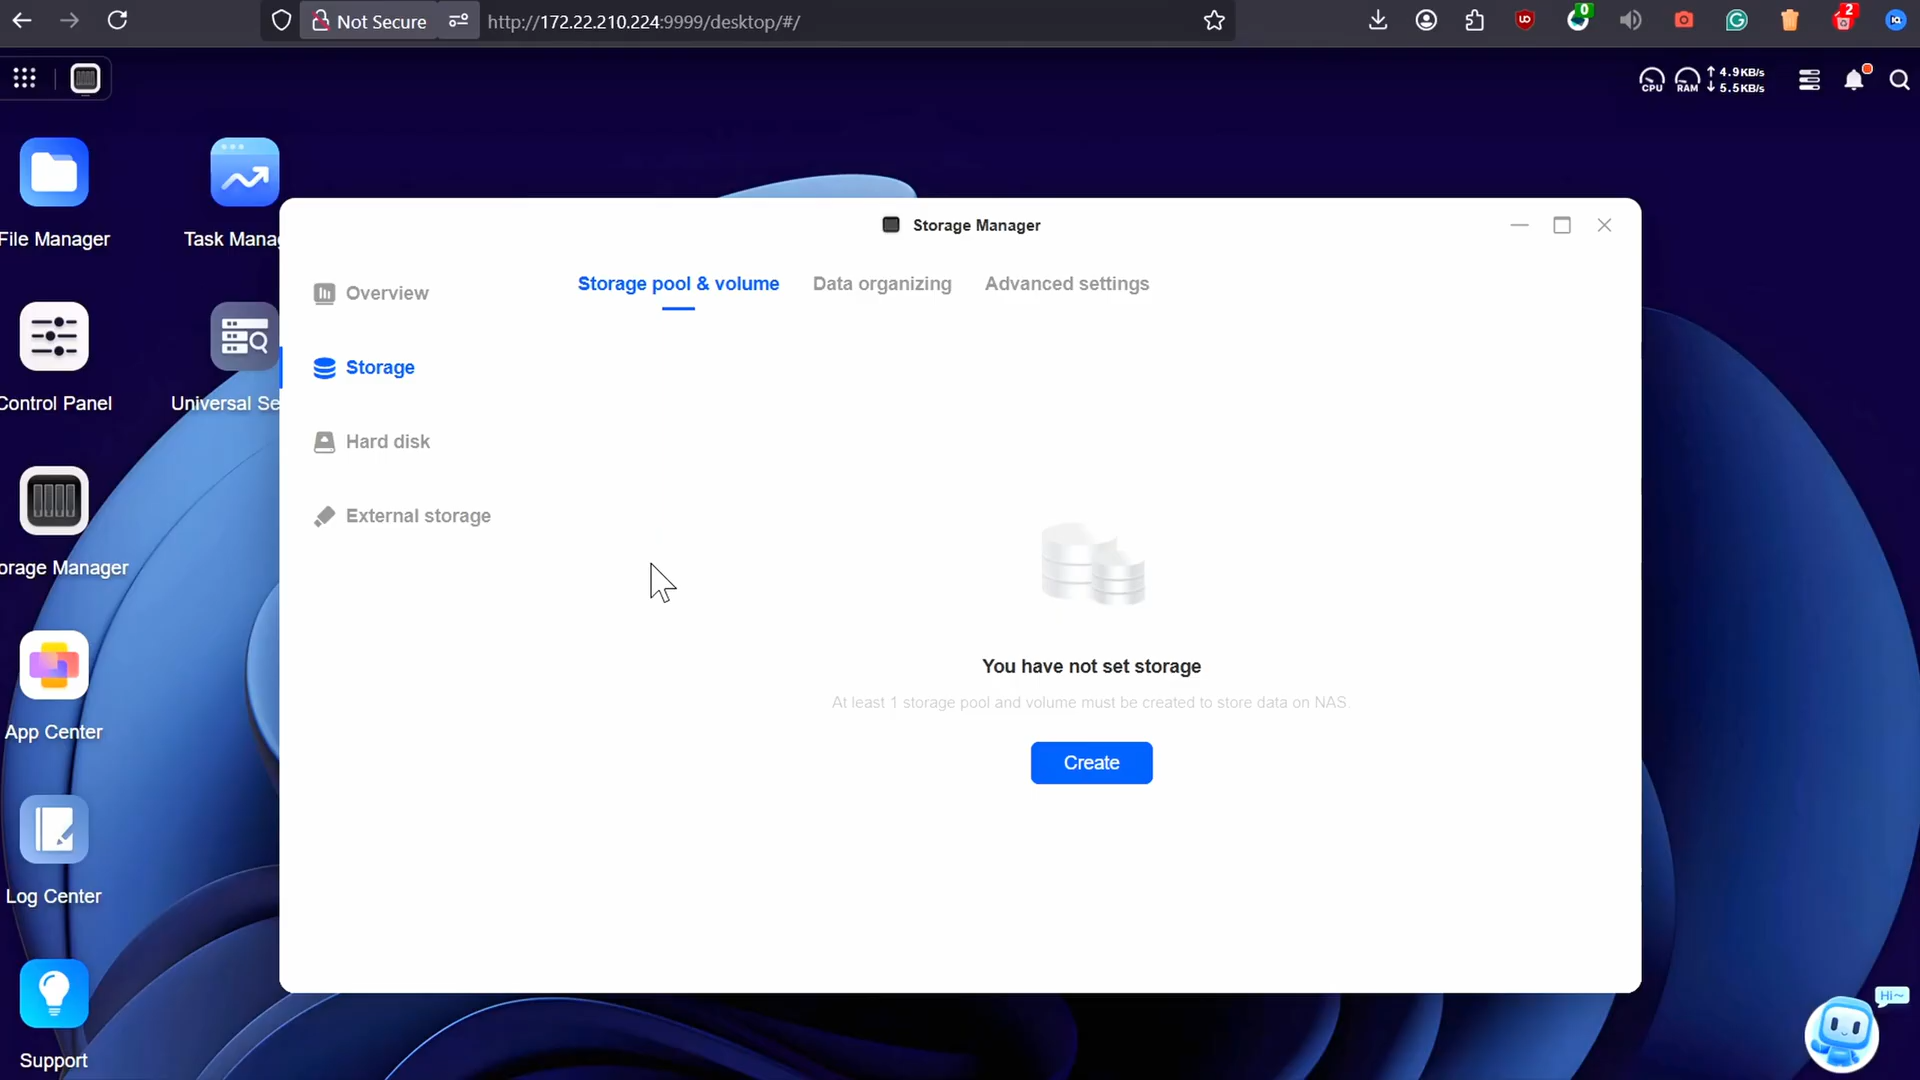 Not Secure
http://172.22.210.224:9999/desktop/#/
0
2
CPU
RAM
4.9KB/s
5.5KB/s
File Manager
Task Manag
Control Panel
Universal Se
orage Manager
App Center
Log Center
Support
Storage Manager
Overview
Storage
Hard disk
External storage
Storage pool & volume
Data organizing
Advanced settings
You have not set storage
At least 1 storage pool and volume must be created to store data on NAS.
Create
Hi~